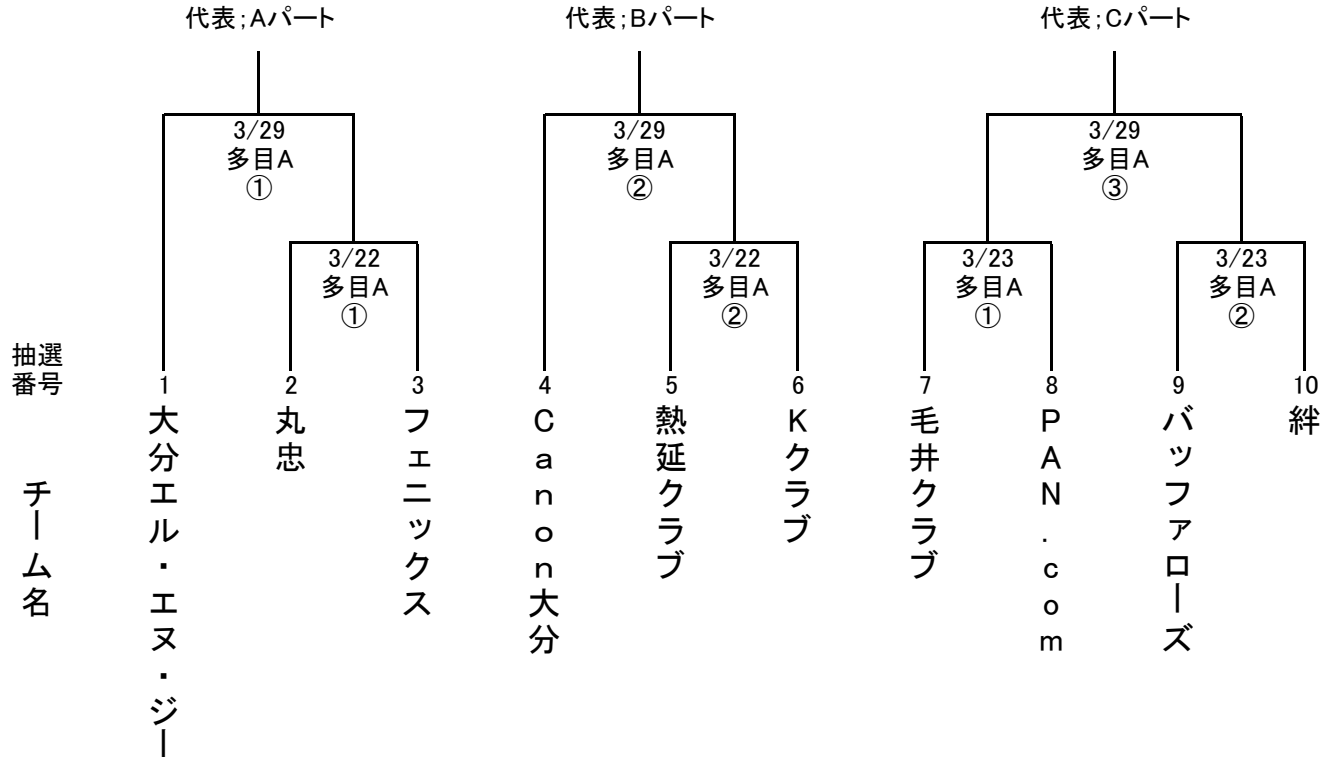 代表;Aパート
代表;Bパート
代表;Cパート
3/29
多目A
①
3/29
多目A
②
3/29
多目A
③
3/22
多目A
①
3/22
多目A
②
3/23
多目A
①
3/23
多目A
②
抽選
番号
1
2
3
4
5
6
7
8
9
10
チーム名
大分エル・エヌ・ジー
丸忠
フェニックス
Canon大分
熱延クラブ
Kクラブ
毛井クラブ
PAN.com
バッファローズ
絆